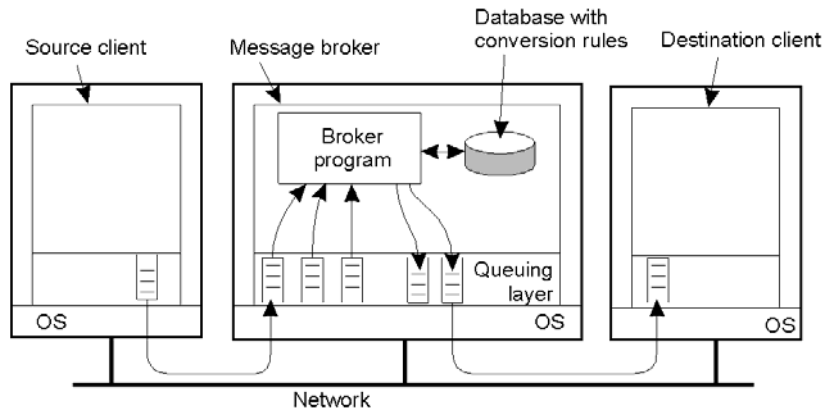 Source client
Message broker
Database with
conversion rules
Destination client
Broker
program
Queuing
layer
OS
OS
OS
Network